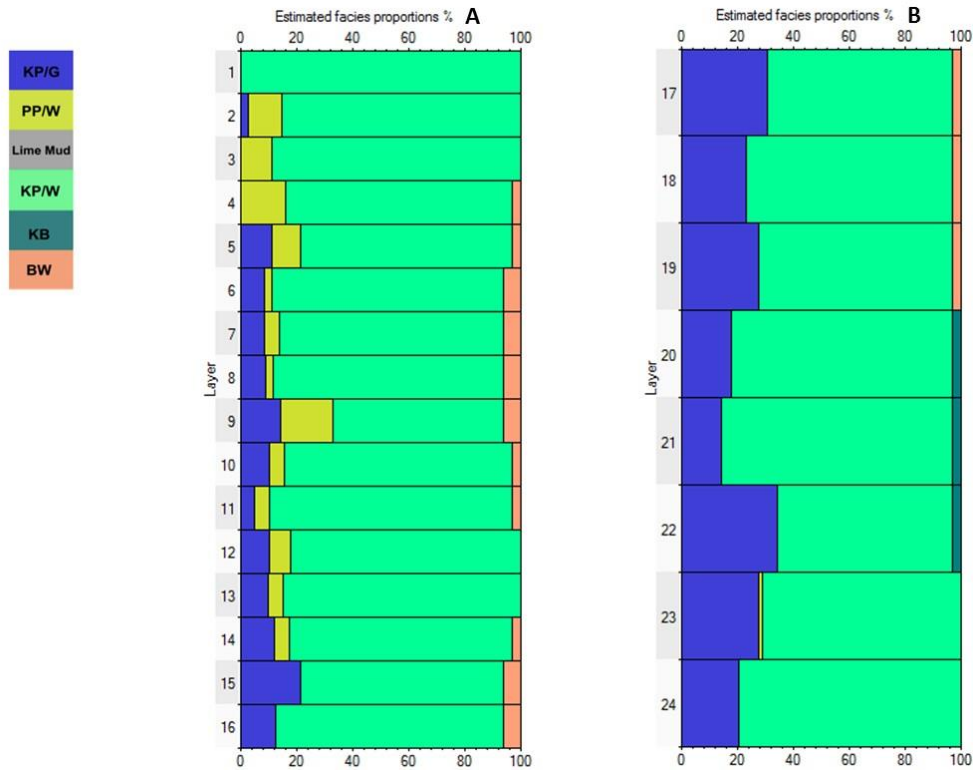 Estimated facies proportions % A
0 20 40 60 80 100
KP/G
PP/W
Lime Mud
KP/W
KB
BW
Layer
1
2
3
4
5
6
7
8
9
10
11
12
13
14
15
16
0 20 40 60 80 100
Estimated facies proportions % B
0 20 40 60 80 100
Layer
17
18
19
20
21
22
23
24
0 20 40 60 80 100